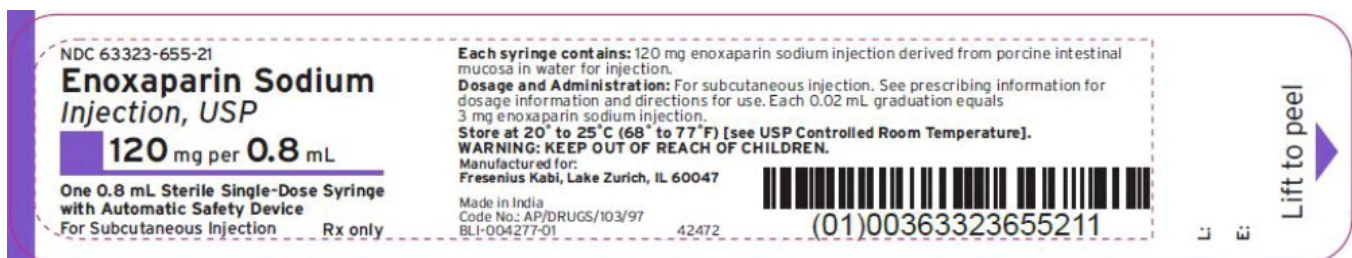 NDC 63323-655-21
Enoxaparin Sodium
Injection, USP
120 mg per 0.8 mL
One 0.8 mL Sterile Single-Dose Syringe
with Automatic Safety Device
For Subcutaneous Injection Rx only
Each syringe contains: 120 mg enoxaparin sodium injection derived from porcine intestinal
mucosa in water for injection.
Dosage and Administration: For subcutaneous injection. See prescribing information for
dosage information and directions for use. Each 0.02 mL graduation equals
3 mg enoxaparin sodium injection.
Store at 20˚ to 25˚C (68˚ to 77˚F) [see USP Controlled Room Temperature].
WARNING: KEEP OUT OF REACH OF CHILDREN.
Manufactured for:
Fresenius Kabi, Lake Zurich, IL 60047
Made in India
Code No.: AP/DRUGS/103/97
BLI-004277-01 42472
(01)00363323655211
L:
E:
Lift to peel